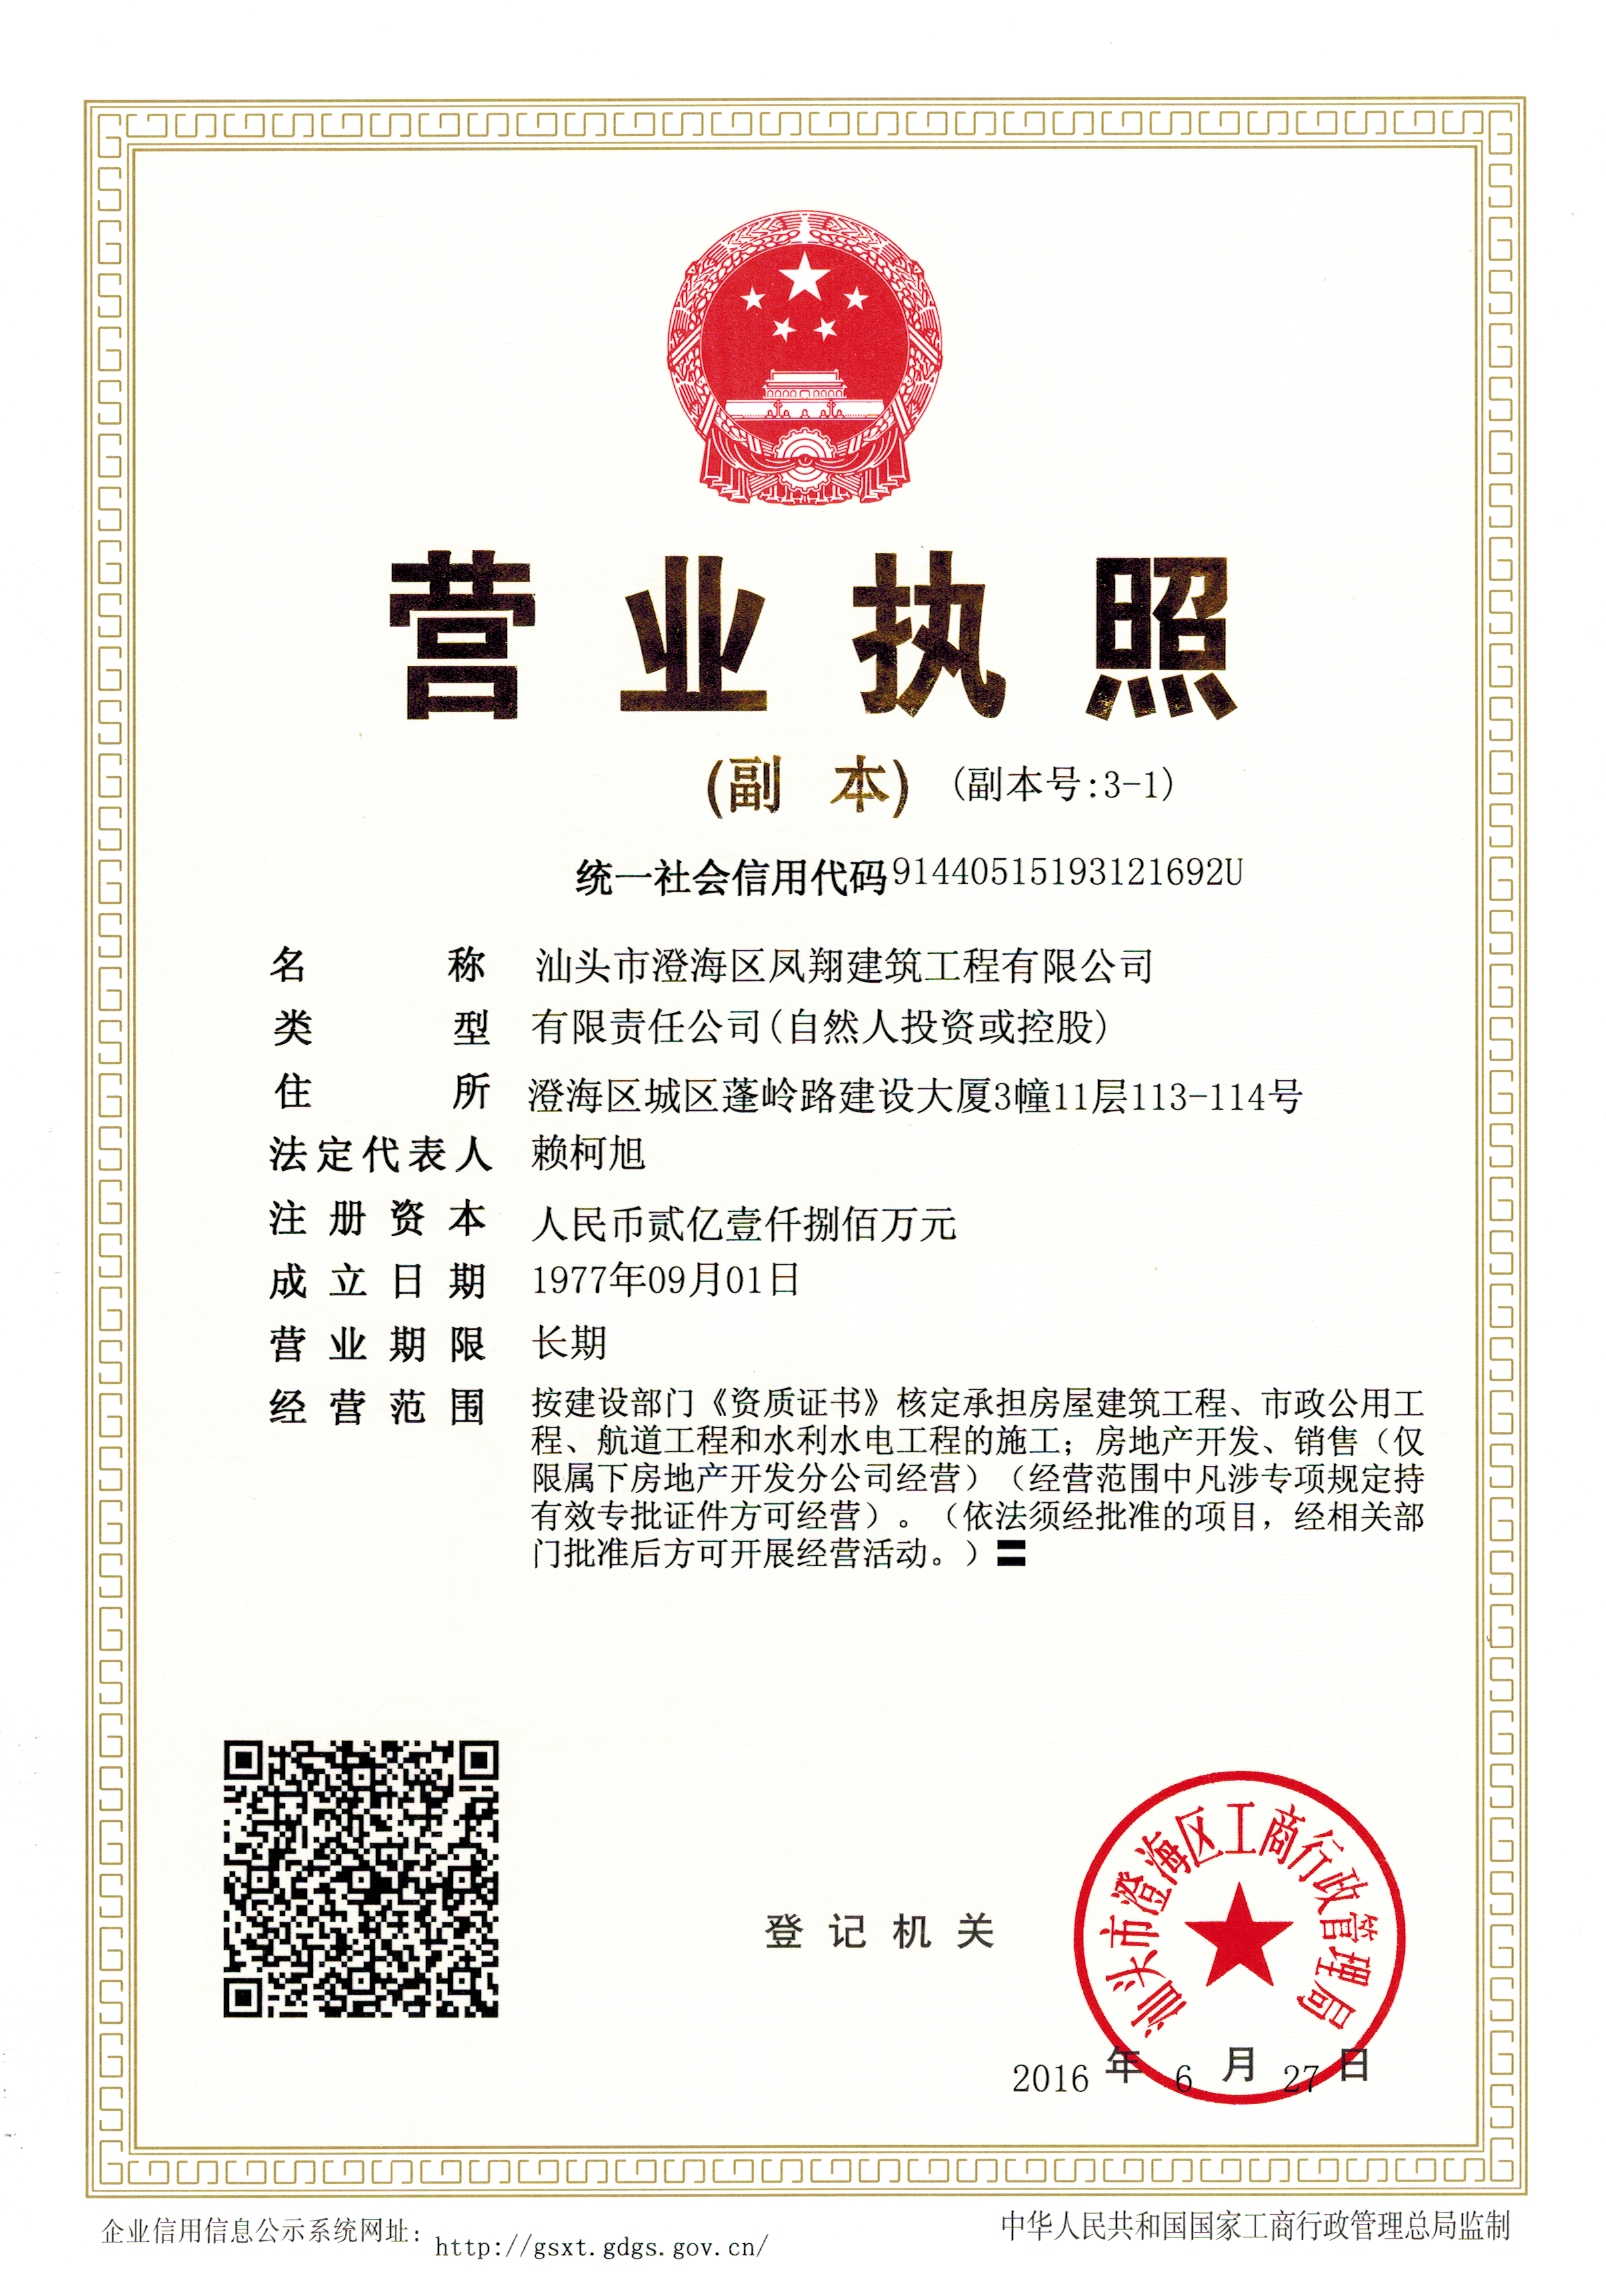 营业执照
(副 本) (副本号:3-1)
统一社会信用代码91440515193121692U
名称 汕头市澄海区凤翔建筑工程有限公司
类型 有限责任公司(自然人投资或控股)
住所 澄海区城区蓬岭路建设大厦3幢11层113-114号
法定代表人 赖柯旭
注册资本 人民币贰亿壹仟捌佰万元
成立日期 1977年09月01日
营业期限 长期
经营范围 按建设部门《资质证书》核定承担房屋建筑工程、市政公用工
程、航道工程和水利水电工程的施工；房地产开发、销售（仅
限属下房地产开发分公司经营）（经营范围中凡涉专项规定持
有效专批证件方可经营）。（依法须经批准的项目，经相关部
门批准后方可开展经营活动。）〓
汕头市澄海区工商行政管理局
登记机关
2016年6月27日
企业信用信息公示系统网址：http://gsxt.gdgs.gov.cn/
中华人民共和国国家工商行政管理总局监制